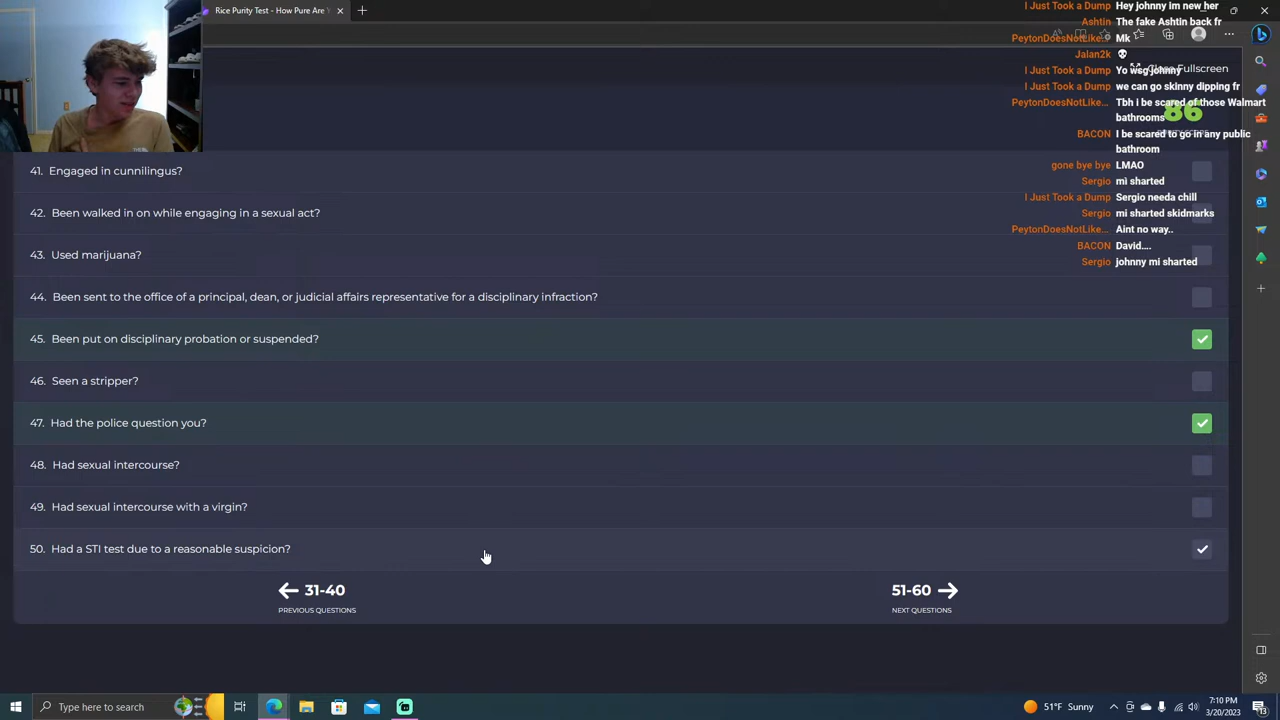 Rice Purity Test - How Pure Are Y
I Just Took a Dump Hey johnny im new her
Ashtin The fake Ashtin back fr
PeytonDoesNotLike... Mk
Jalan2k 💀
Close Fullscreen
I Just Took a Dump Yo wsg johnny
I Just Took a Dump we can go skinny dipping fr
PeytonDoesNotLike... Tbh i be scared of those Walmart
bathrooms
86
BACON I be scared to go in any public
bathroom
gone bye bye LMAO
Sergio mi sharted
I Just Took a Dump Sergio needa chill
Sergio mi sharted skidmarks
PeytonDoesNotLike... Aint no way..
BACON David....
Sergio johnny mi sharted
41. Engaged in cunnilingus?
42. Been walked in on while engaging in a sexual act?
43. Used marijuana?
44. Been sent to the office of a principal, dean, or judicial affairs representative for a disciplinary infraction?
45. Been put on disciplinary probation or suspended?
46. Seen a stripper?
47. Had the police question you?
48. Had sexual intercourse?
49. Had sexual intercourse with a virgin?
50. Had a STI test due to a reasonable suspicion?
31-40
PREVIOUS QUESTIONS
51-60
NEXT QUESTIONS
Type here to search
51°F Sunny
7:10 PM
3/20/2023